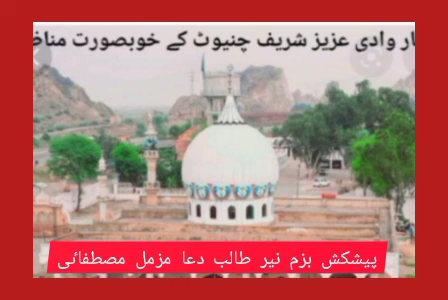 وادی عزیز شریف چنیوٹ کے خوبصورت
پیشکش بزم نیر طالب دعا مزمل مصطفائی